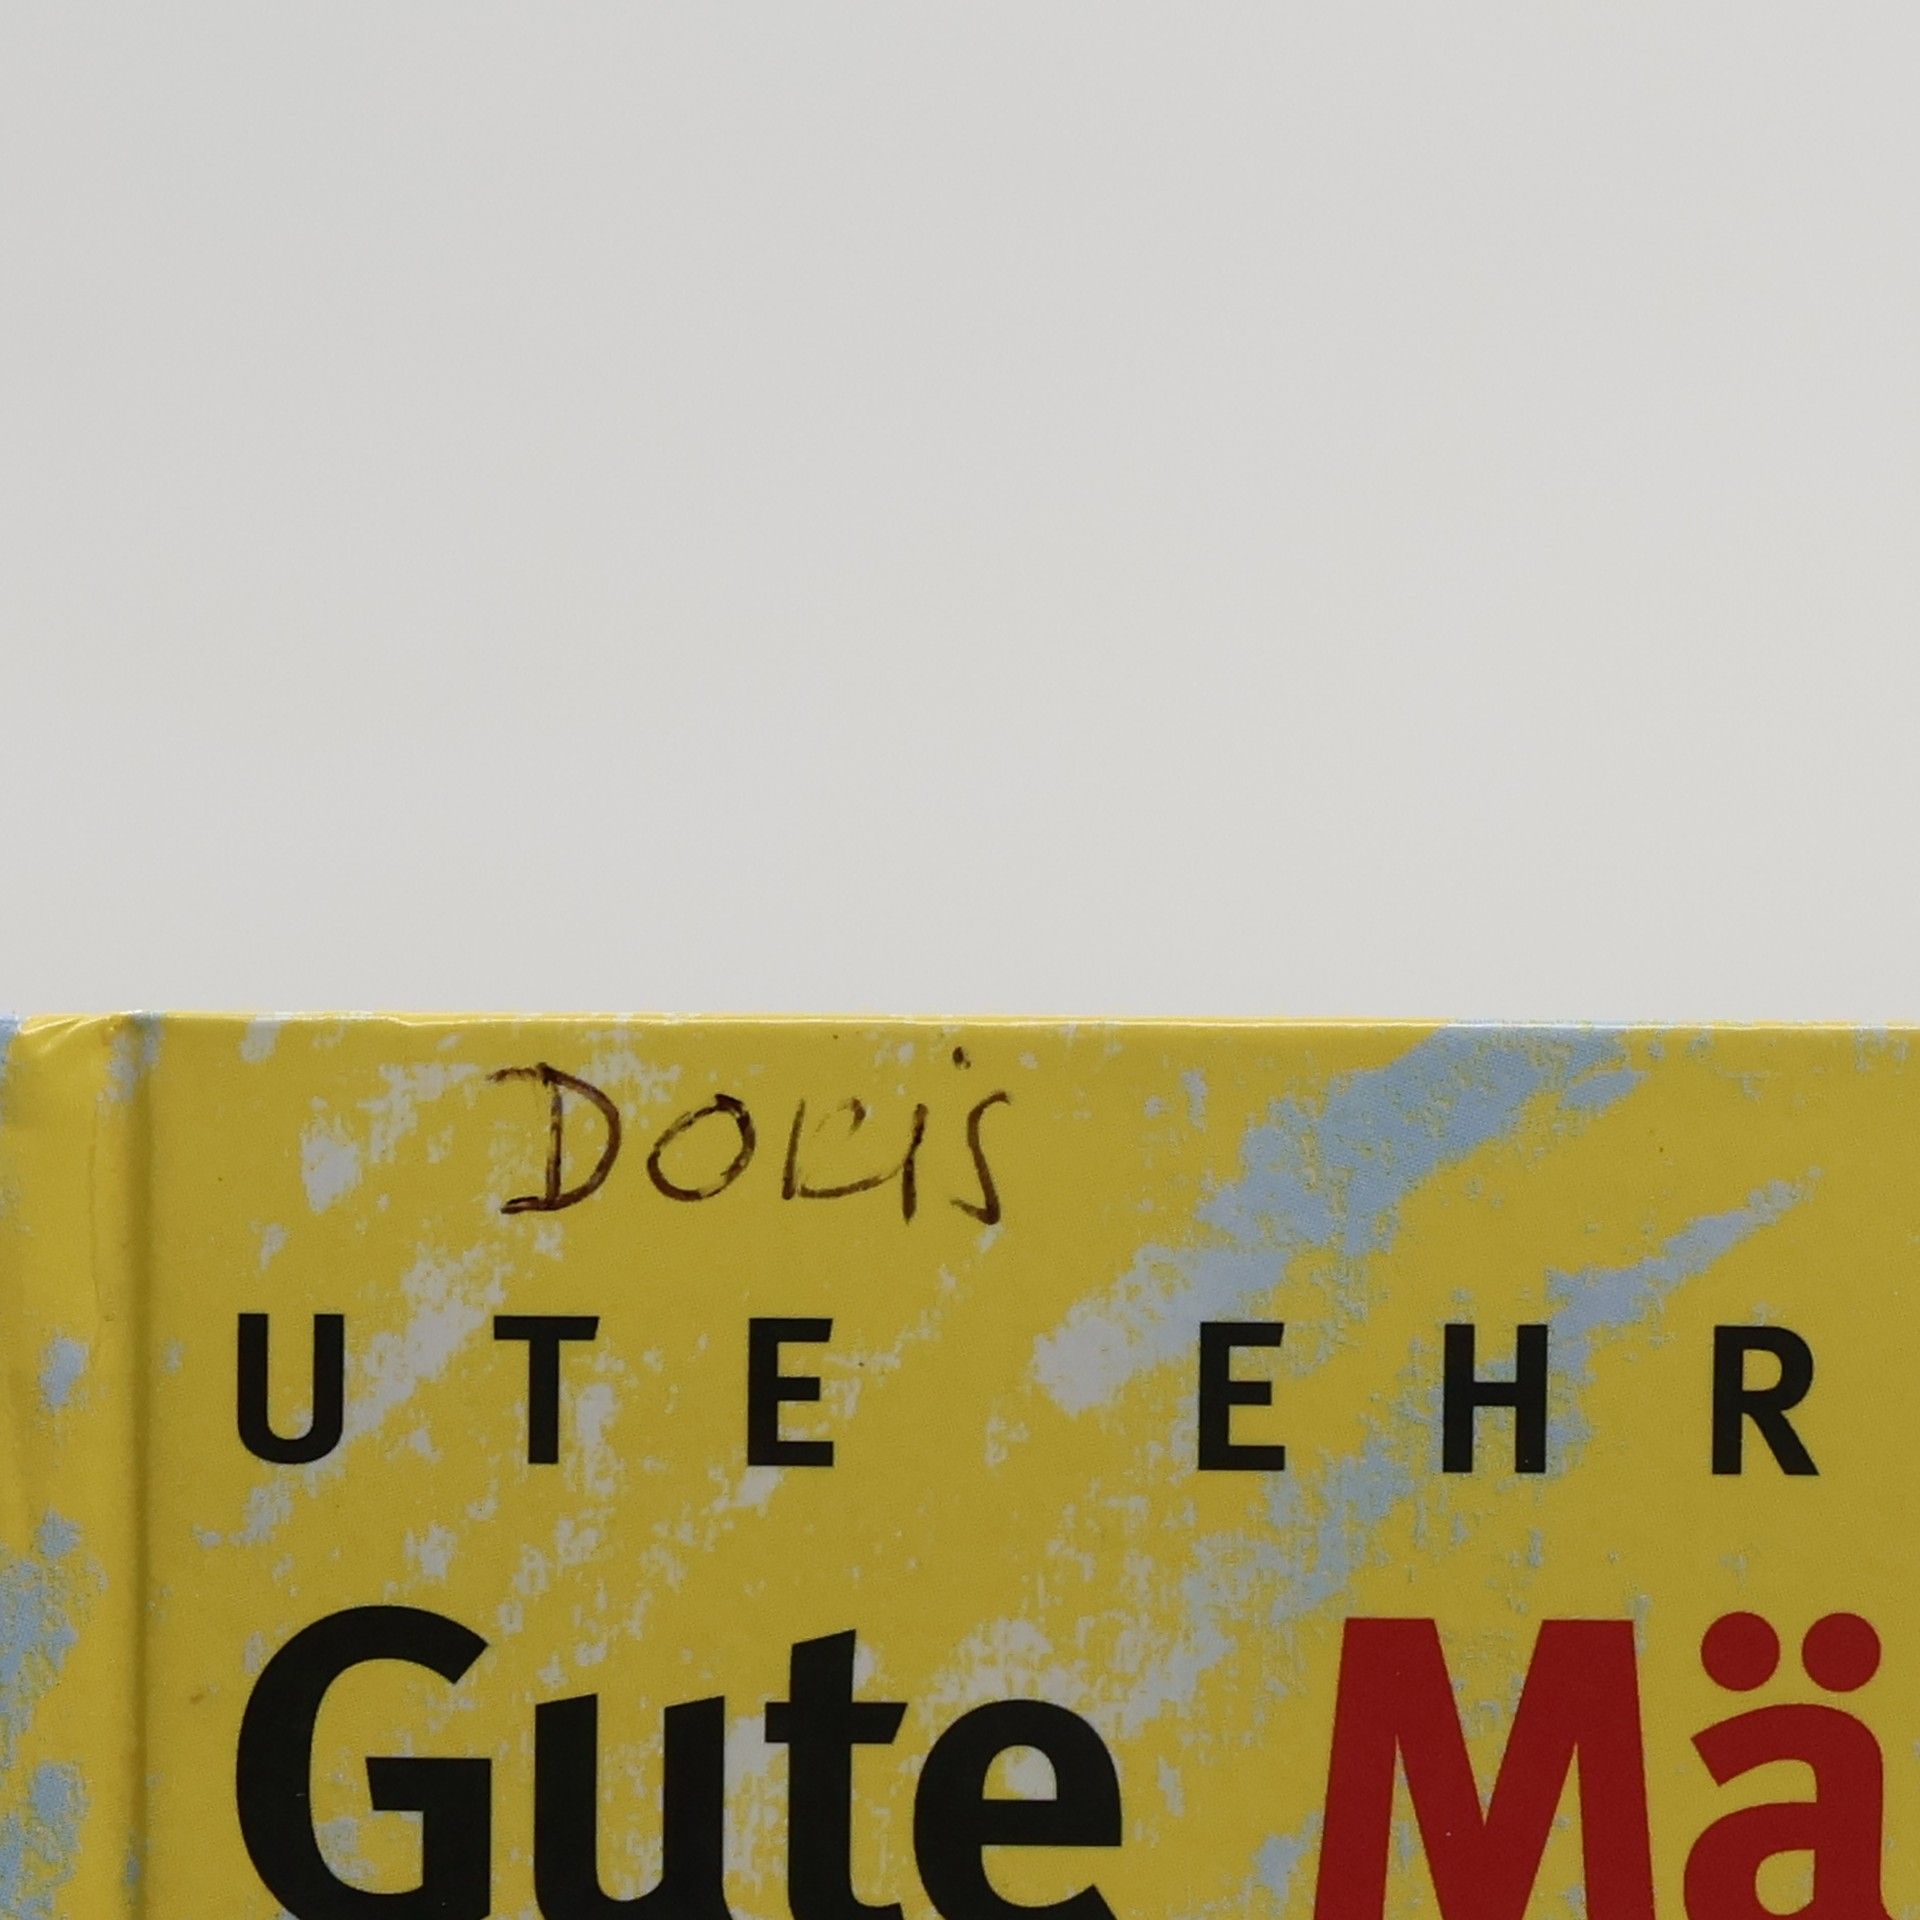 Doris
UTE EHR
Gute Mä